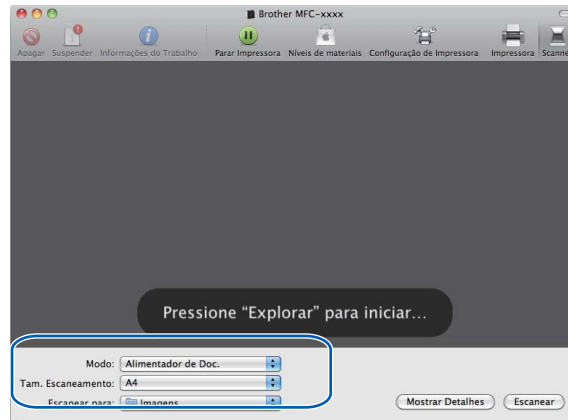 Brother MFC-xxxx
Apagar Suspender Informações do Trabalho Parar Impressora Níveis de materiais Configuração de Impressora Impressora
Pressione “Explorar” para iniciar…
Modo: Alimentador de Doc.
Tam. Escaneamento: A4
Escanear para: Imagens
Mostrar Detalhes Escanear